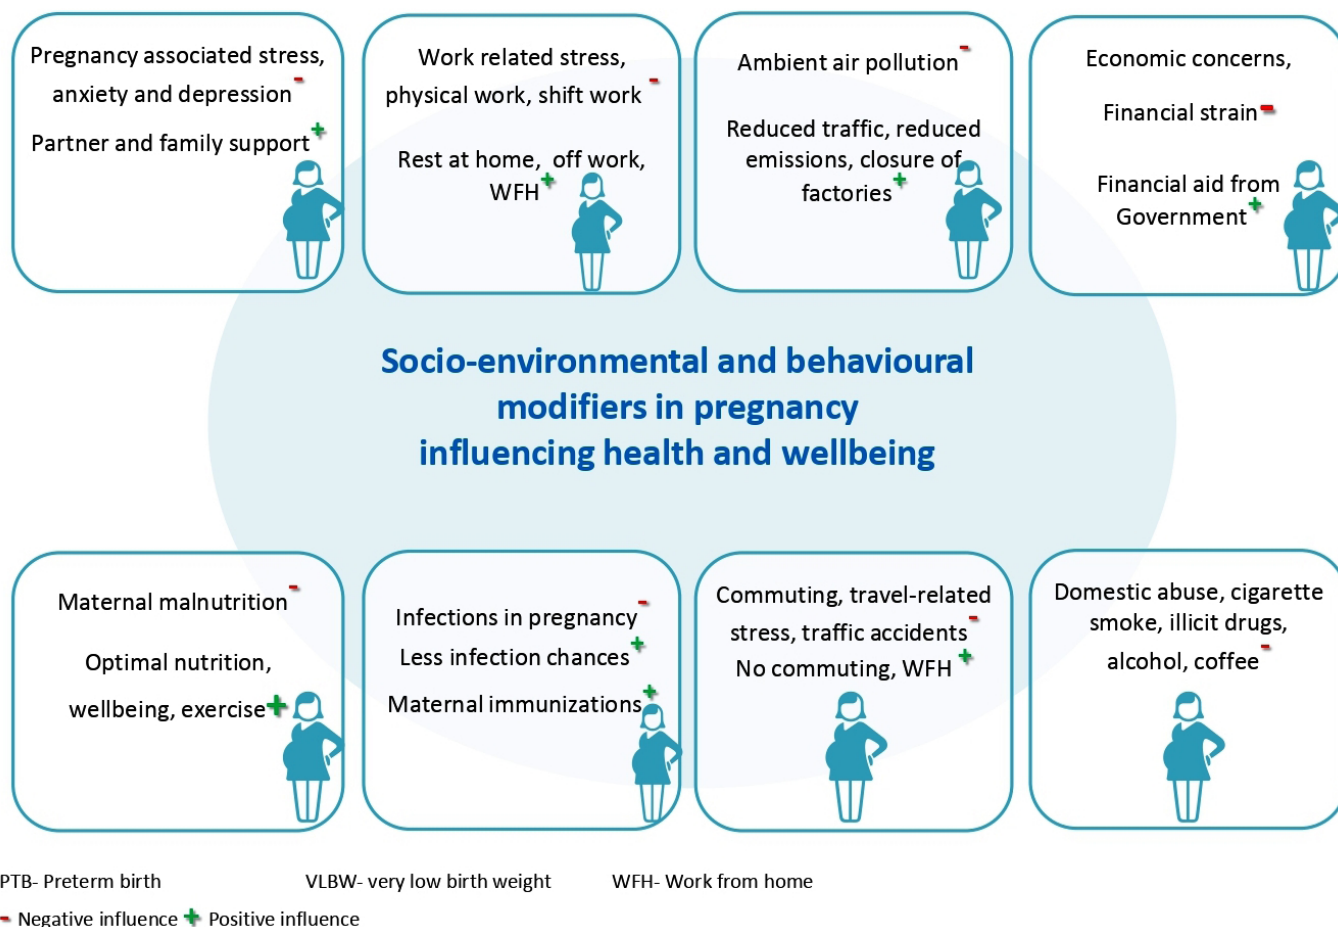 Pregnancy associated stress,
anxiety and depression -
Partner and family support +
Work related stress,
physical work, shift work -
Rest at home, off work,
WFH +
Ambient air pollution -
Reduced traffic, reduced
emissions, closure of
factories +
Economic concerns,
Financial strain -
Financial aid from
Government +
Socio-environmental and behavioural
modifiers in pregnancy
influencing health and wellbeing
Maternal malnutrition -
Optimal nutrition,
wellbeing, exercise +
Infections in pregnancy -
Less infection chances +
Maternal immunizations +
Commuting, travel-related
stress, traffic accidents -
No commuting, WFH +
Domestic abuse, cigarette
smoke, illicit drugs,
alcohol, coffee -
PTB- Preterm birth VLBW- very low birth weight WFH- Work from home
- Negative influence + Positive influence